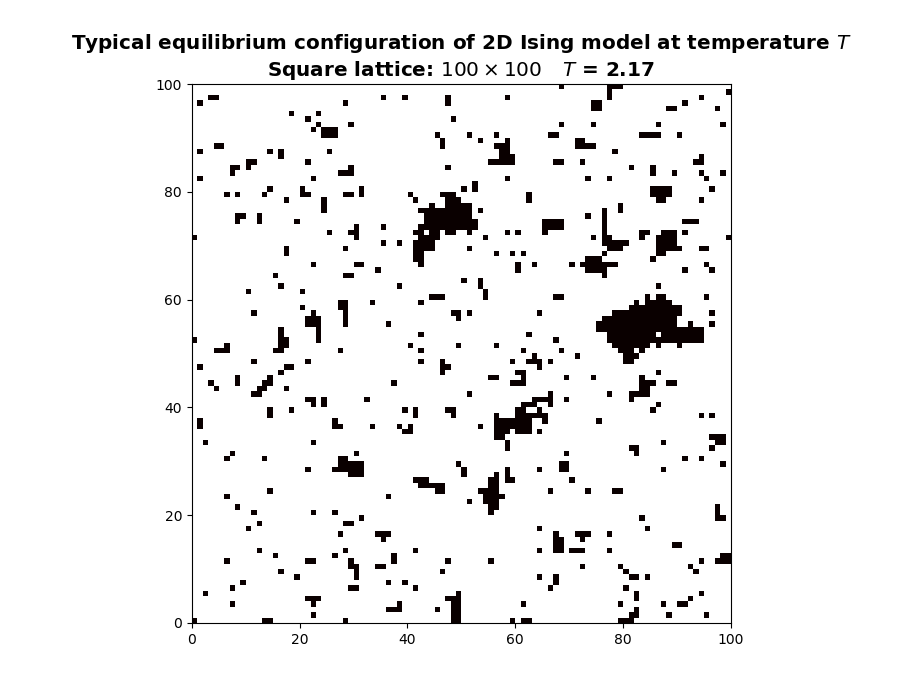 Typical equilibrium configuration of 2D Ising model at temperature T
Square lattice: 100 × 100 T = 2.17
100
80
60
40
20
0
0 20 40 60 80 100